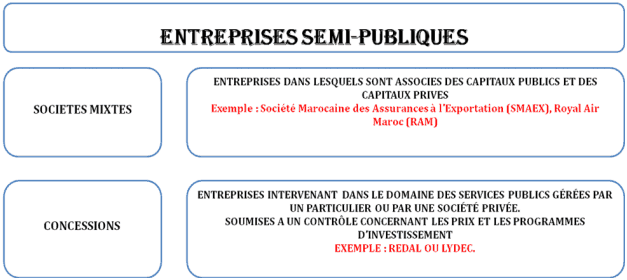 ENTREPRISES SEMI-PUBLIQUES
SOCIETES MIXTES
ENTREPRISES DANS LESQUELS SONT ASSOCIES DES CAPITAUX PUBLICS ET DES
CAPITAUX PRIVES
Exemple : Société Marocaine des Assurances à l'Exportation (SMAEX), Royal Air
Maroc (RAM)
CONCESSIONS
ENTREPRISES INTERVENANT DANS LE DOMAINE DES SERVICES PUBLICS GÉRÉES PAR
UN PARTICULIER OU PAR UNE SOCIÉTÉ PRIVÉE.
SOUMISES A UN CONTRÔLE CONCERNANT LES PRIX ET LES PROGRAMMES
D'INVESTISSEMENT
EXEMPLE : REDAL OU LYDEC.